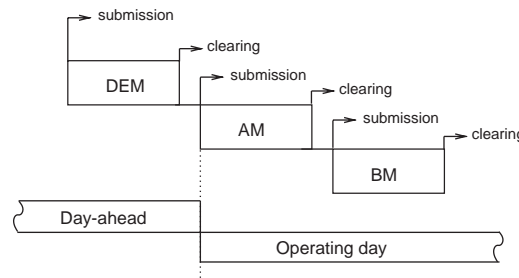 submission
clearing
DEM
submission
clearing
AM
submission
clearing
BM
Day-ahead
Operating day